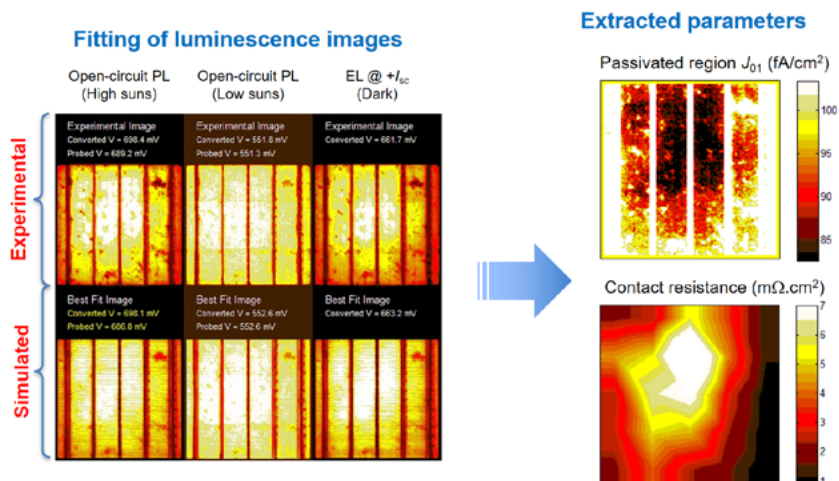 Fitting of luminescence images
Extracted parameters
Open-circuit PL
(High suns)
Open-circuit PL
(Low suns)
EL @ +Isc
(Dark)
Experimental
Experimental Image
Converted V = 698.4 mV
Probed V = 689.2 mV
Experimental Image
Converted V = 551.8 mV
Probed V = 551.3 mV
Experimental Image
Converted V = 661.7 mV
Simulated
Best Fit Image
Converted V = 698.1 mV
Probed V = 686.8 mV
Best Fit Image
Converted V = 552.6 mV
Probed V = 552.6 mV
Best Fit Image
Converted V = 663.2 mV
Passivated region J01 (fA/cm²)
100
95
90
85
Contact resistance (mΩ.cm²)
7
6
5
4
3
2
1